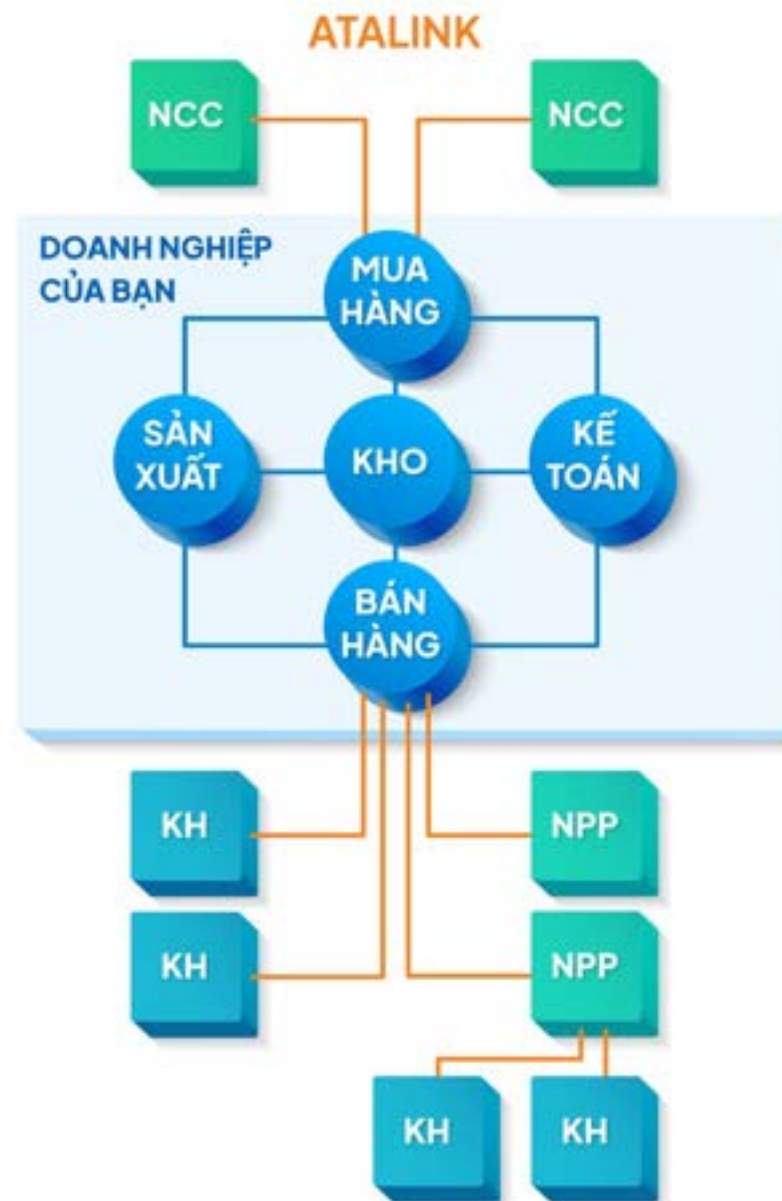 ATALINK
NCC
NCC
DOANH NGHIỆP
CỦA BẠN
MUA
HÀNG
SẢN
XUẤT
KHO
KẾ
TOÁN
BÁN
HÀNG
KH
NPP
KH
NPP
KH
KH